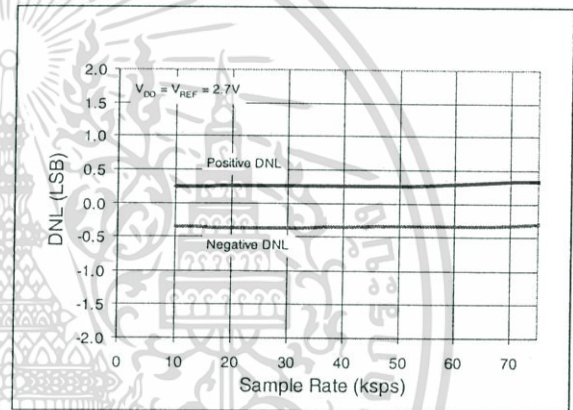 2.0
V_DD = V_REF = 2.7V
1.5
1.0
Positive DNL
0.5
DNL (LSB)
0.0
-0.5
Negative DNL
-1.0
-1.5
-2.0
0 10 20 30 40 50 60 70
Sample Rate (ksps)